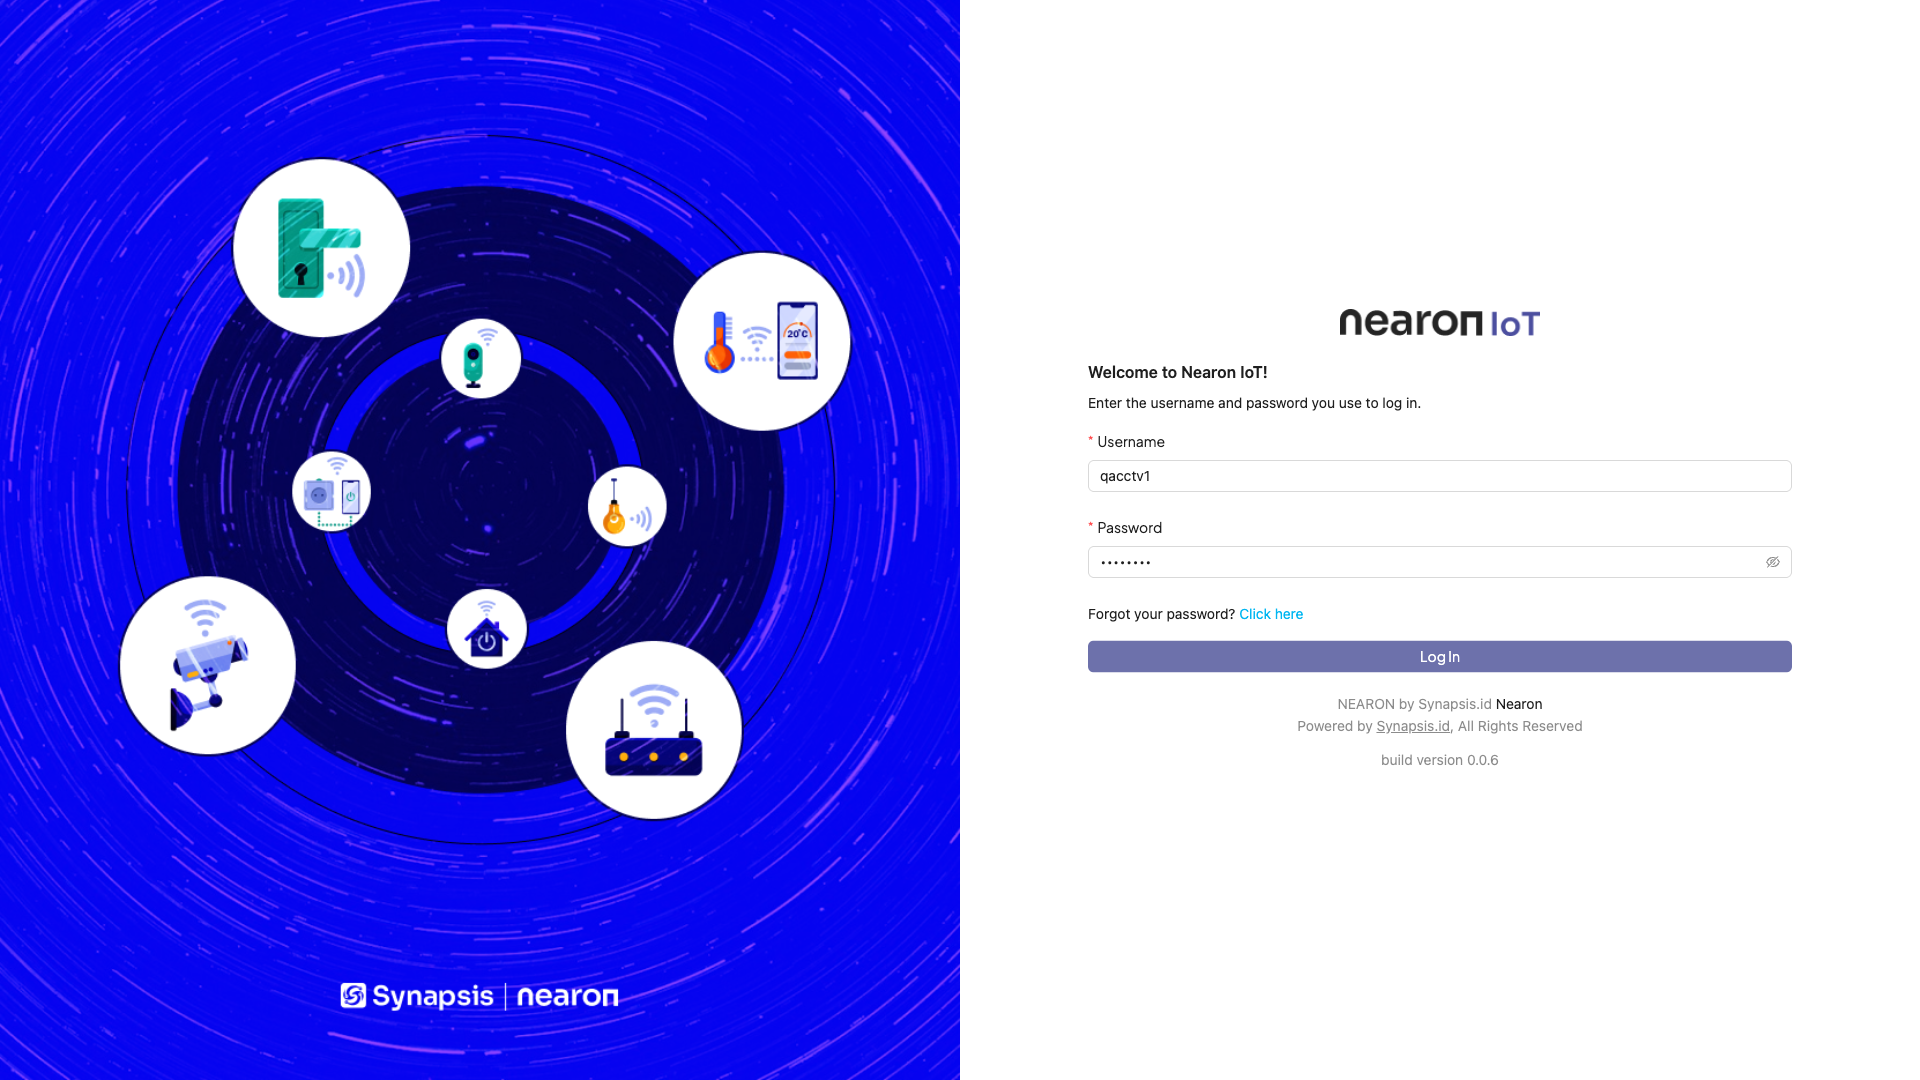 20°C
Synapsis | nearon
nearon IoT
Welcome to Nearon IoT!
Enter the username and password you use to log in.
* Username
qacctv1
* Password
••••••••
Forgot your password? Click here
Log In
NEARON by Synapsis.id Nearon
Powered by Synapsis.id, All Rights Reserved
build version 0.0.6